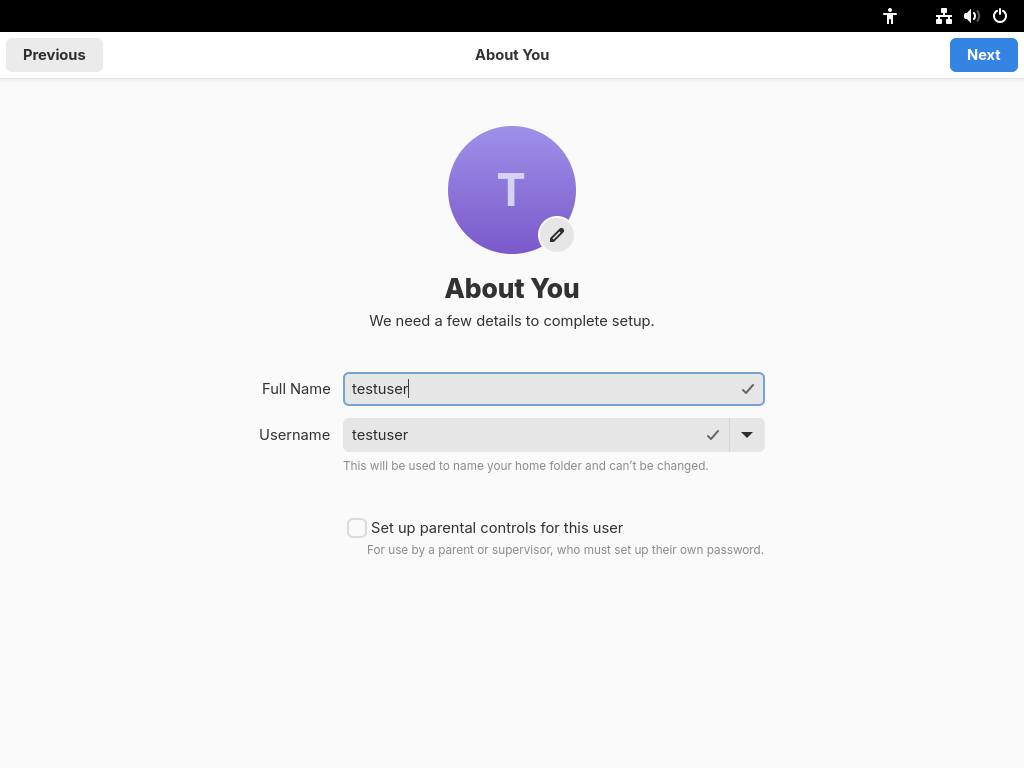 Previous
About You
Next
T
About You
We need a few details to complete setup.
Full Name
testuser
Username
testuser
This will be used to name your home folder and can’t be changed.
Set up parental controls for this user
For use by a parent or supervisor, who must set up their own password.